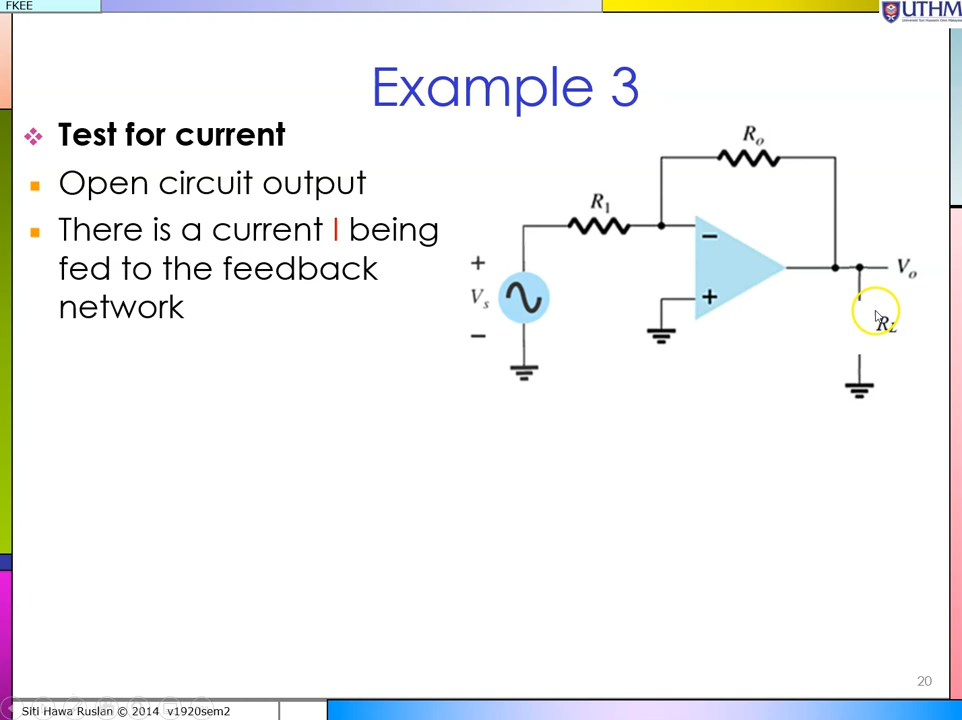 FKEE
UTHM
Example 3
❖ Test for current
▪ Open circuit output
▪ There is a current I being
fed to the feedback
network
Rₒ
R₁
+
Vₛ
−
−
+
Vₒ
R_L
20
Siti Hawa Ruslan © 2014 v1920sem2